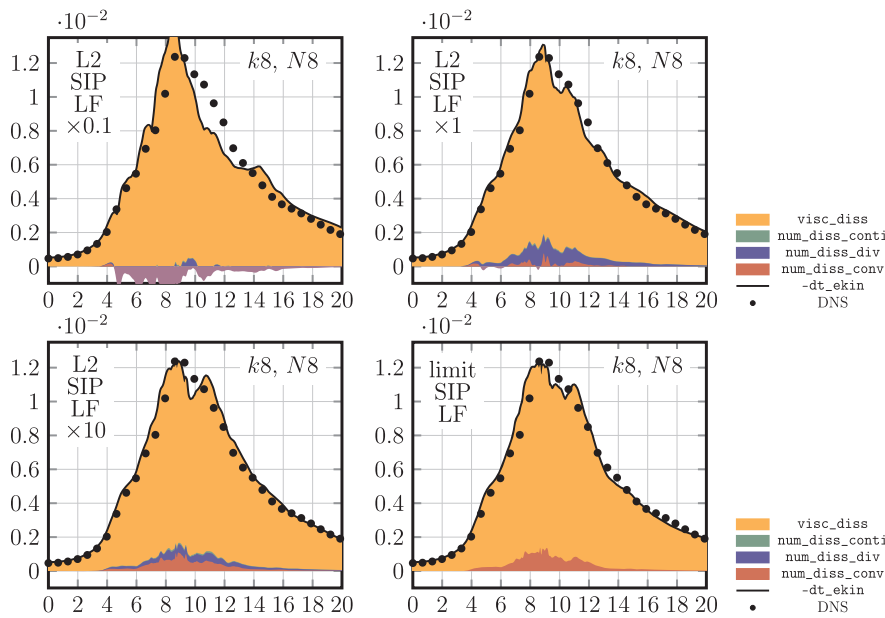 ·10⁻² ·10⁻²
1.2 L2 k8, N8 1.2 L2 k8, N8
SIP SIP
1 LF 1 LF
×0.1 ×1
0.8 0.8
0.6 0.6
0.4 0.4
0.2 0.2
0 0
0 2 4 6 8 10 12 14 16 18 20 0 2 4 6 8 10 12 14 16 18 20
visc_diss
num_diss_conti
num_diss_div
num_diss_conv
-dt_ekin
DNS
·10⁻² ·10⁻²
1.2 L2 k8, N8 1.2 limit k8, N8
SIP SIP
1 LF 1 LF
×10
0.8 0.8
0.6 0.6
0.4 0.4
0.2 0.2
0 0
0 2 4 6 8 10 12 14 16 18 20 0 2 4 6 8 10 12 14 16 18 20
visc_diss
num_diss_conti
num_diss_div
num_diss_conv
-dt_ekin
DNS